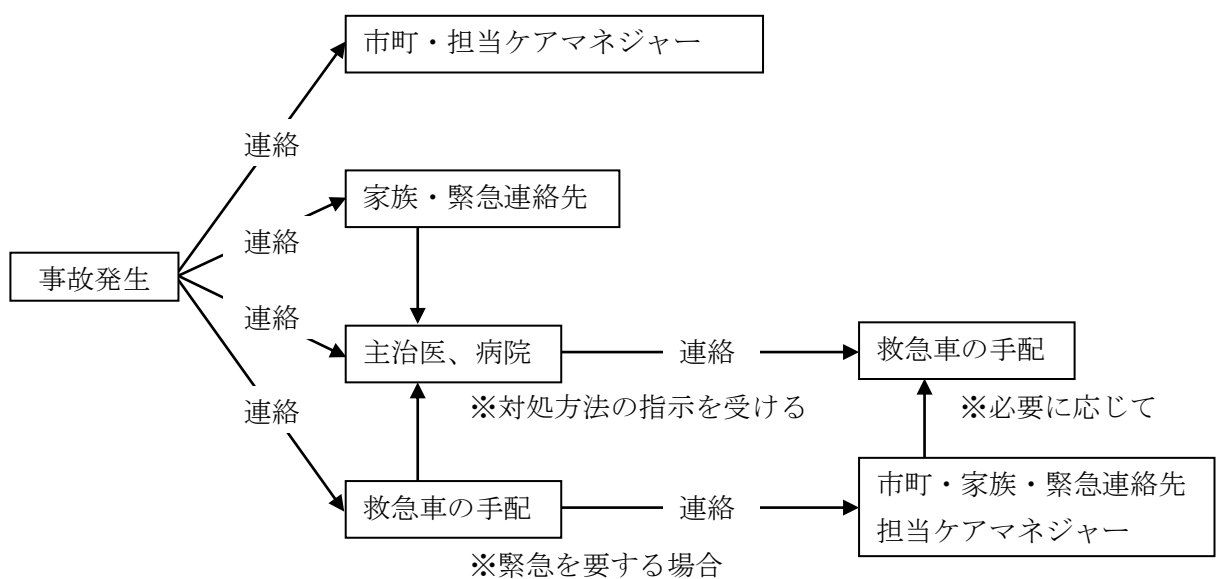 市町・担当ケアマネジャー
連絡
家族・緊急連絡先
連絡
事故発生
連絡
主治医、病院
連絡
救急車の手配
※対処方法の指示を受ける
※必要に応じて
連絡
救急車の手配
連絡
市町・家族・緊急連絡先
担当ケアマネジャー
※緊急を要する場合